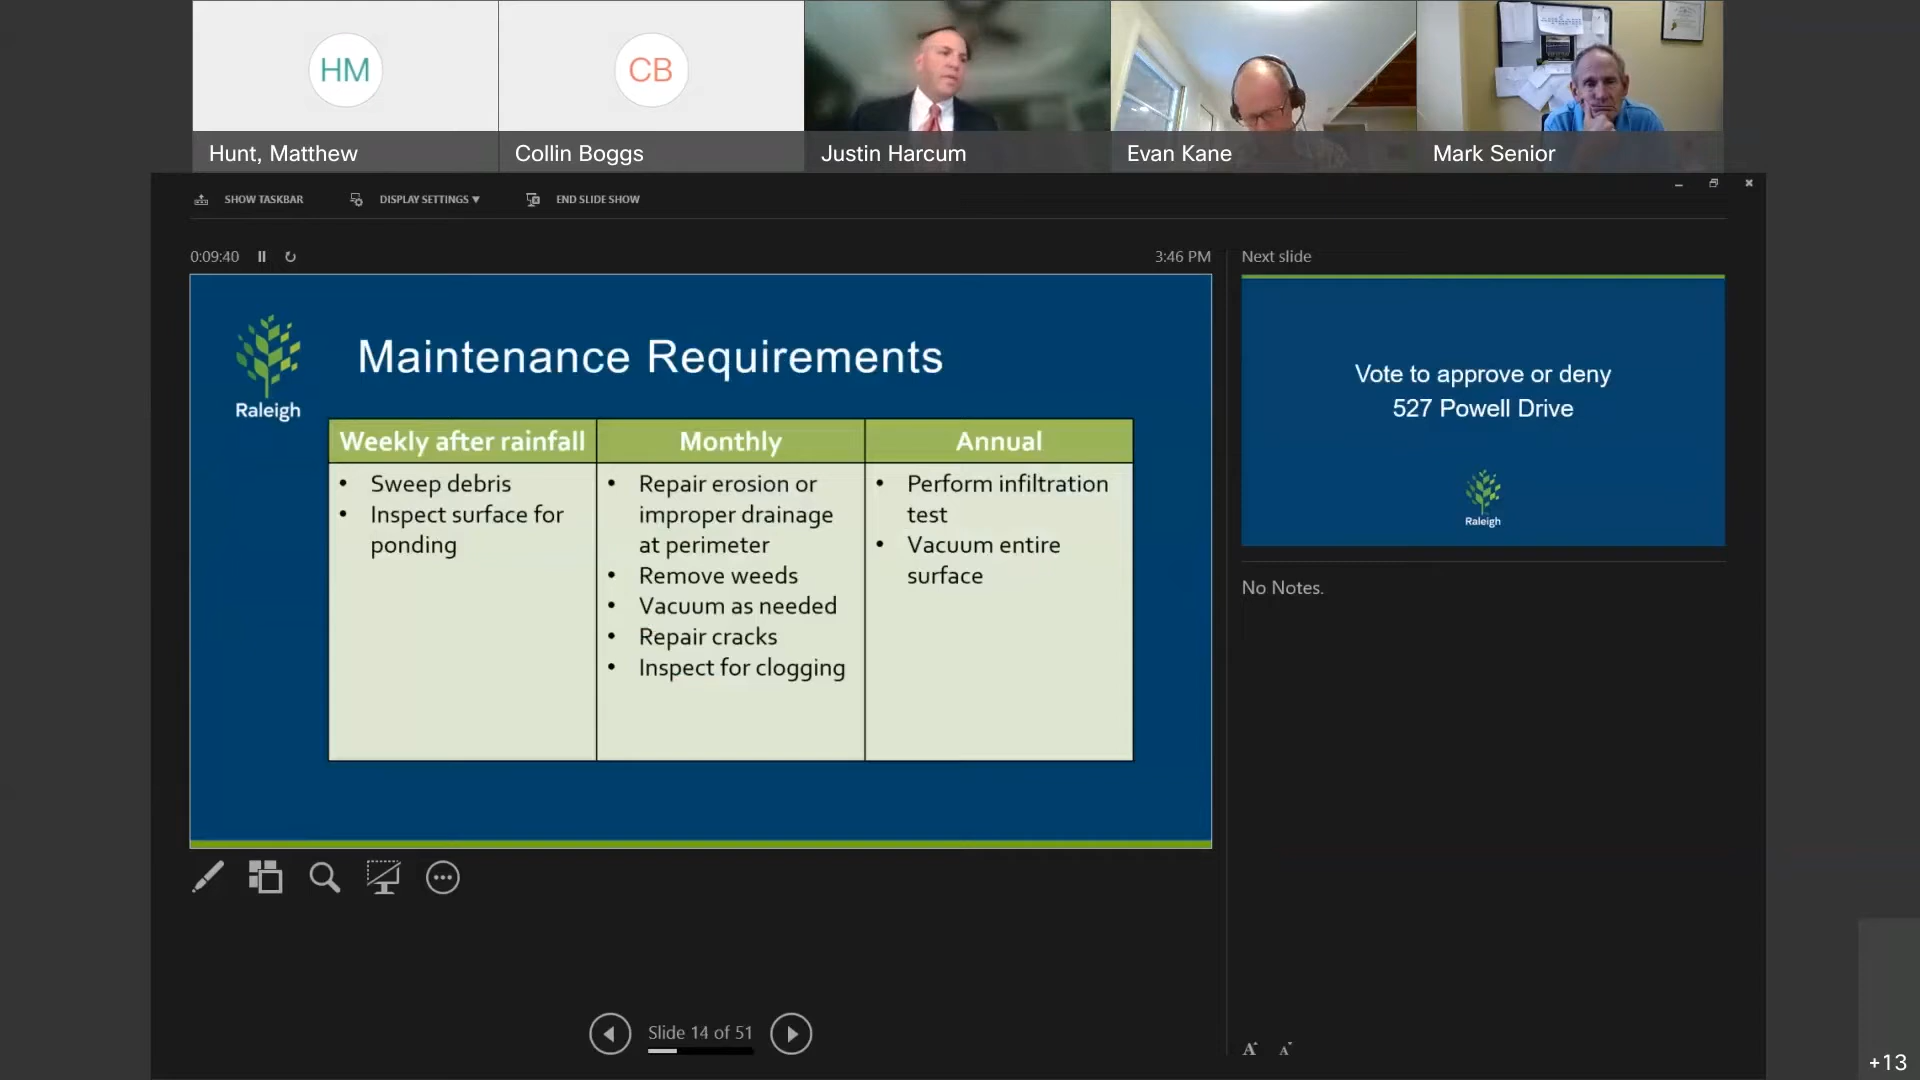 HM
CB
Hunt, Matthew
Collin Boggs
Justin Harcum
Evan Kane
Mark Senior
SHOW TASKBAR
DISPLAY SETTINGS ▾
END SLIDE SHOW
0:09:40
3:46 PM
Next slide
Raleigh
Maintenance Requirements
Weekly after rainfall
Monthly
Annual
• Sweep debris
• Inspect surface for
ponding
• Repair erosion or
improper drainage
at perimeter
• Remove weeds
• Vacuum as needed
• Repair cracks
• Inspect for clogging
• Perform infiltration
test
• Vacuum entire
surface
Vote to approve or deny
527 Powell Drive
Raleigh
No Notes.
Slide 14 of 51
A
A
+13